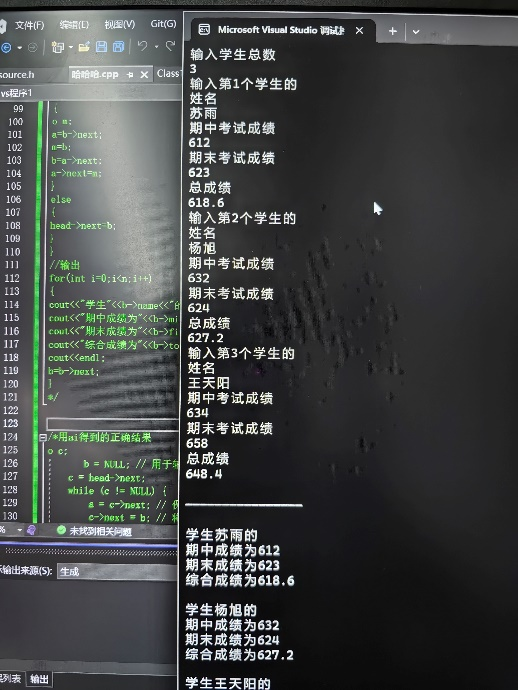 文件(F) 编辑(E) 视图(V) Git(G)
Microsoft Visual Studio 调试
source.h
哈哈哈.cpp
Class
vs程序1
99 {
100 o m;
101 a=b->next;
102 m=b;
103 b=a->next;
104 a->next=m;
105 }
106 else
107 {
108 head->next=b;
109 }
110 }
111 //输出
112 for(int i=0;i<n;i++)
113 {
114 cout<<"学生"<<b->name<<"的
115 cout<<"期中成绩为"<<b->mi
116 cout<<"期末成绩为"<<b->fi
117 cout<<"综合成绩为"<<b->to
118 cout<<endl;
119 b=b->next;
120 }
121 */
122
123
124 /*用ai得到的正确结果
125 o c;
126 b = NULL; // 用于
127 c = head->next;
128 while (c != NULL) {
129 a = c->next; //
130 c->next = b; //
%
未找到相关问题
输出来源(S): 生成
列表 输出
输入学生总数
3
输入第1个学生的
姓名
苏雨
期中考试成绩
612
期末考试成绩
623
总成绩
618.6
输入第2个学生的
姓名
杨旭
期中考试成绩
632
期末考试成绩
624
总成绩
627.2
输入第3个学生的
姓名
王天阳
期中考试成绩
634
期末考试成绩
658
总成绩
648.4
学生苏雨的
期中成绩为612
期末成绩为623
综合成绩为618.6
学生杨旭的
期中成绩为632
期末成绩为624
综合成绩为627.2
学生王天阳的